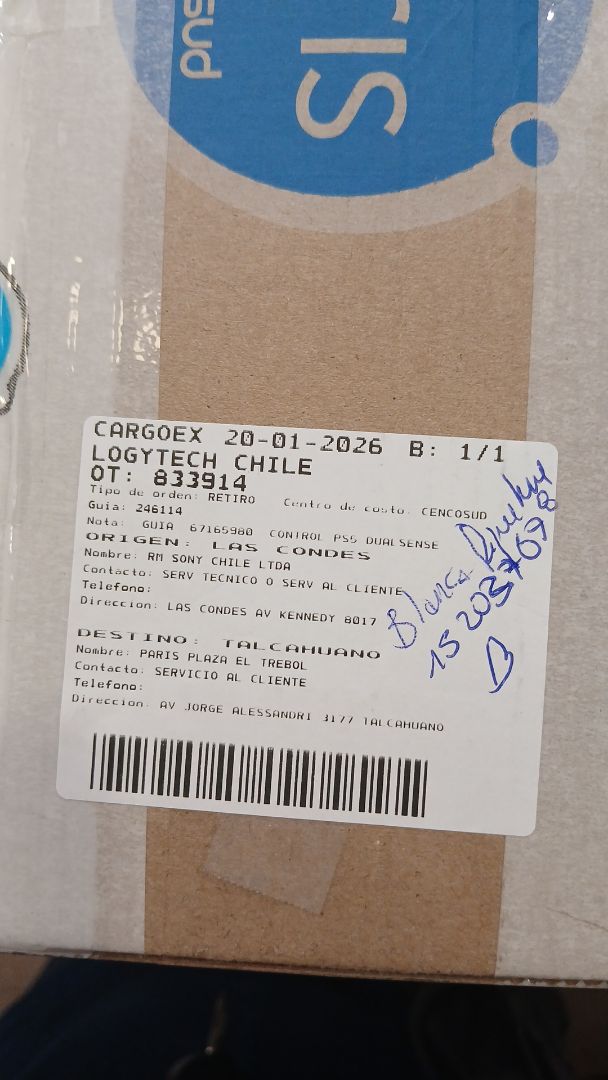 pnS
CIS
CARGOEX 20-01-2026 B: 1/1
LOGYTECH CHILE
OT: 833914
Tipo de orden: RETIRO Centro de costo: CENCOSUD
Guia: 246114
Nota: GUIA 67165980 CONTROL PS5 DUALSENSE
ORIGEN: LAS CONDES
Nombre: RM SONY CHILE LTDA
Contacto: SERV TECNICO O SERV AL CLIENTE
Telefono:
Direccion: LAS CONDES AV KENNEDY 8017
DESTINO: TALCAHUANO
Nombre: PARIS PLAZA EL TREBOL
Contacto: SERVICIO AL CLIENTE
Telefono:
Direccion: AV JORGE ALESSANDRI 3177 TALCAHUANO
Blanca